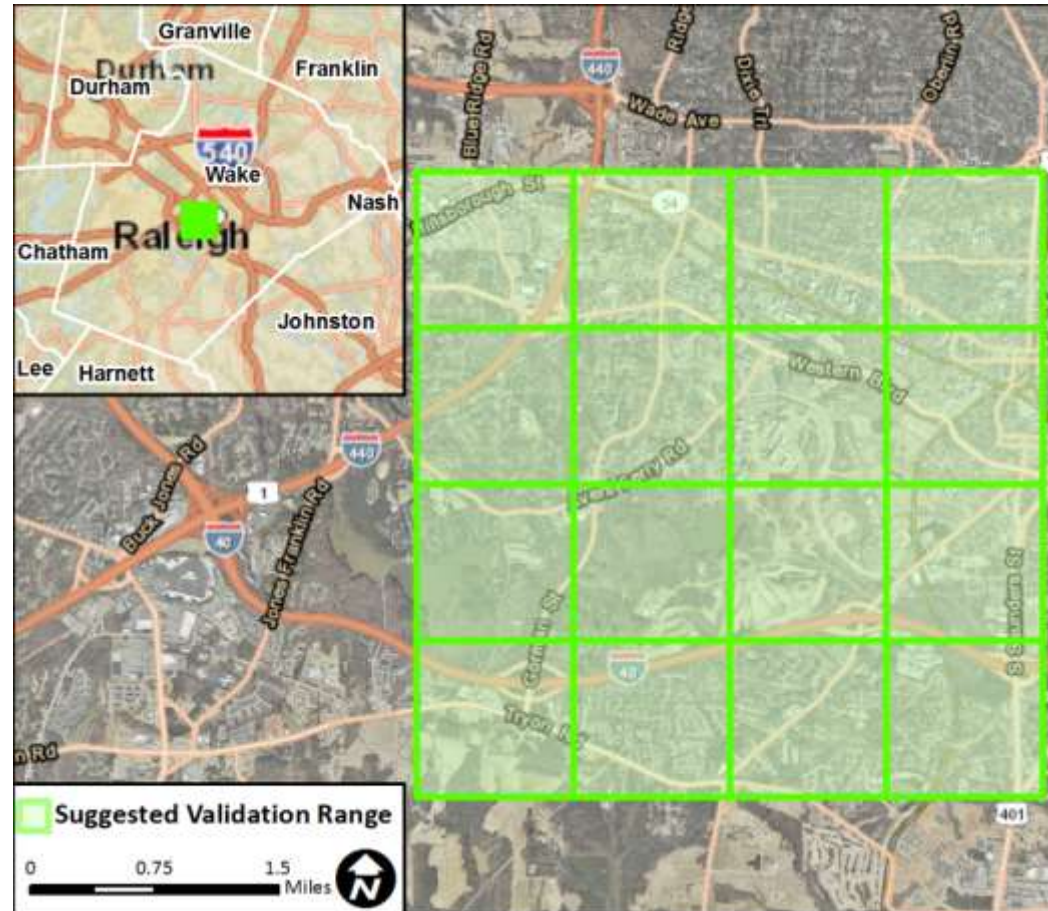 Granville
Durham
Franklin
Durham
540
Wake
Nash
Raleigh
Chatham
Johnston
Lee
Harnett
Blue Ridge Rd
440
Ridge
Wade Ave
Dixie Trl
Oberlin Rd
Hillsborough St
54
Western Blvd
440
Buck Jones Rd
1
40
Jones Franklin Rd
Gorman St
40
S Saunders St
Tryon Rd
n Rd
401
Suggested Validation Range
0 0.75 1.5
Miles
N